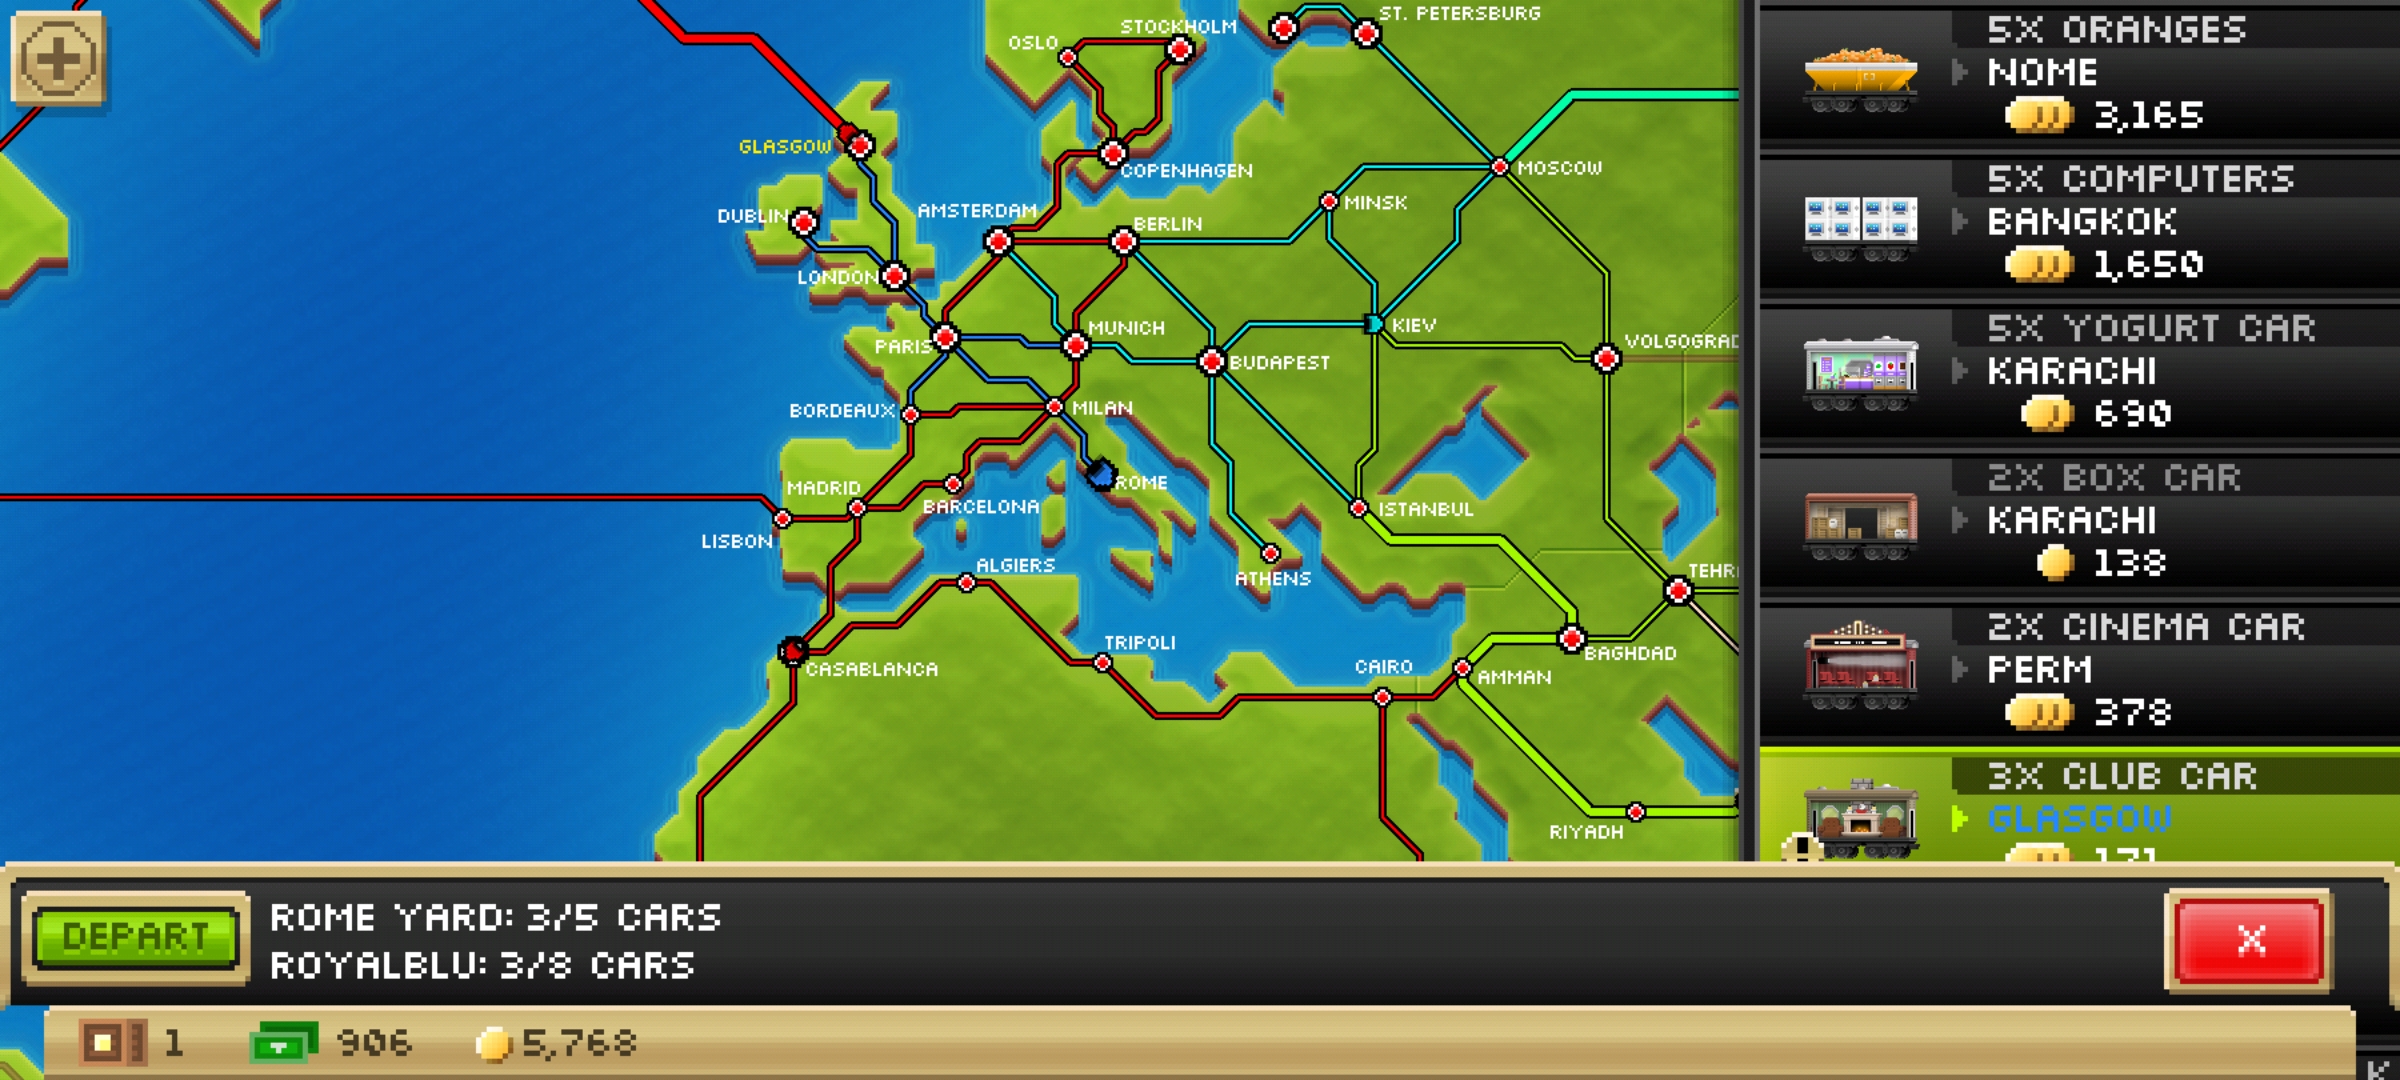 STOCKHOLM
ST. PETERSBURG
OSLO
GLASGOW
COPENHAGEN
MOSCOW
DUBLIN
AMSTERDAM
BERLIN
MINSK
LONDON
PARIS
MUNICH
BUDAPEST
KIEV
VOLGOGRAD
BORDEAUX
MILAN
MADRID
BARCELONA
ROME
ISTANBUL
LISBON
ALGIERS
ATHENS
TEHR
CASABLANCA
TRIPOLI
CAIRO
AMMAN
BAGHDAD
RIYADH
5X ORANGES
NOME
3,165
5X COMPUTERS
BANGKOK
1,650
5X YOGURT CAR
KARACHI
690
2X BOX CAR
KARACHI
138
2X CINEMA CAR
PERM
378
3X CLUB CAR
GLASGOW
171
DEPART
ROME YARD: 3/5 CARS
ROYALBLU: 3/8 CARS
X
1
906
5,768